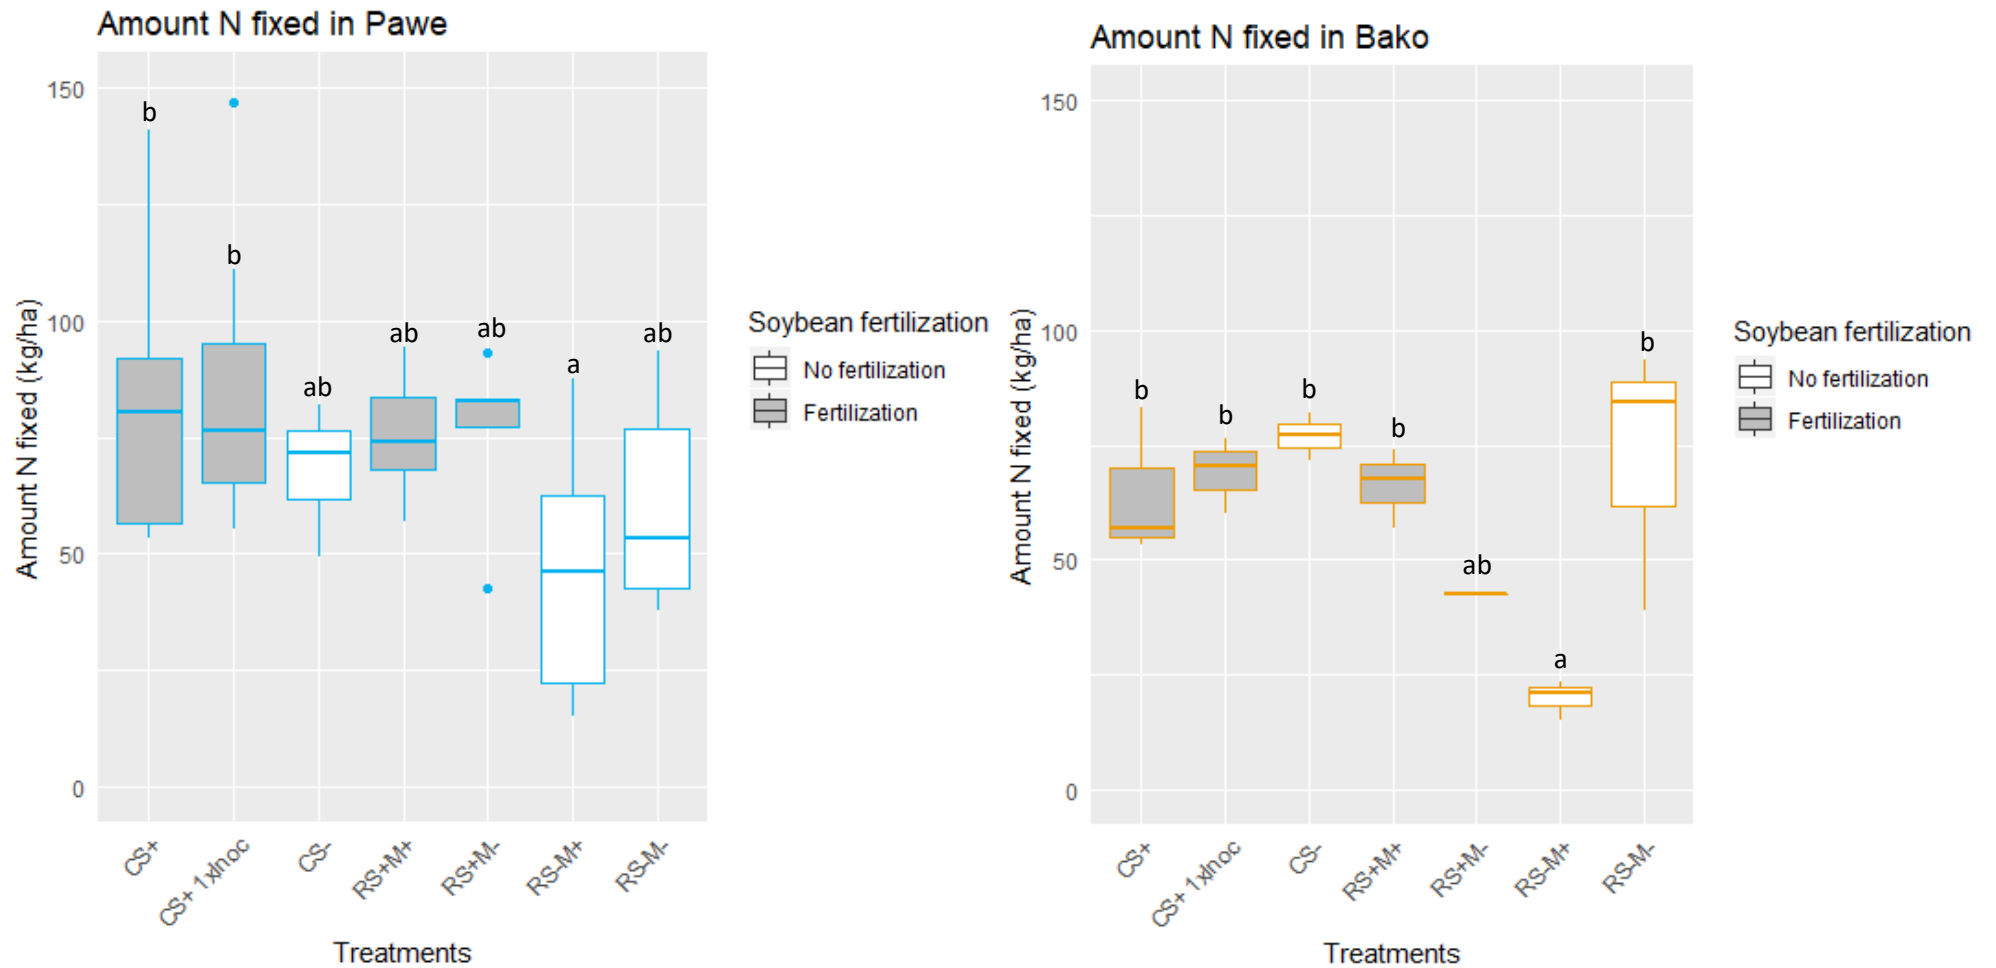 Amount N fixed in Pawe
Amount N fixed (kg/ha)
150
100
50
0
b
b
ab
ab
ab
a
ab
CS+
CS+ 1xInoc
CS-
RS+M+
RS+M-
RS-M+
RS-M-
Treatments
Soybean fertilization
No fertilization
Fertilization
Amount N fixed in Bako
Amount N fixed (kg/ha)
150
100
50
0
b
b
b
b
ab
a
b
CS+
CS+ 1xInoc
CS-
RS+M+
RS+M-
RS-M+
RS-M-
Treatments
Soybean fertilization
No fertilization
Fertilization